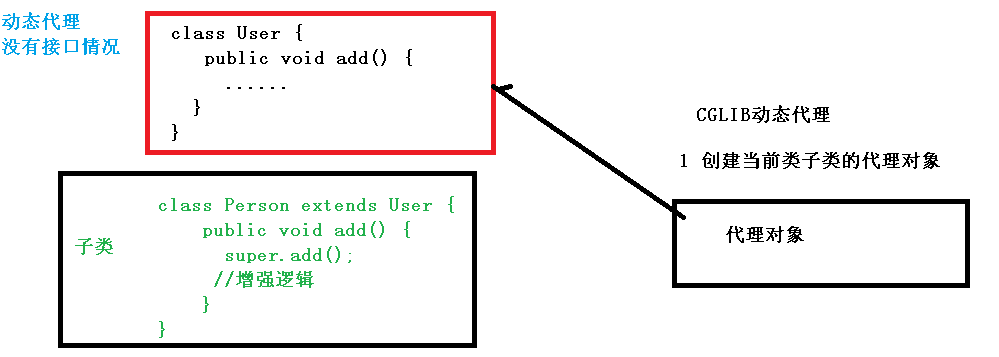 动态代理
没有接口情况
class User {
public void add() {
......
}
}
CGLIB动态代理
1 创建当前类子类的代理对象
子类
class Person extends User {
public void add() {
super.add();
//增强逻辑
}
}
代理对象